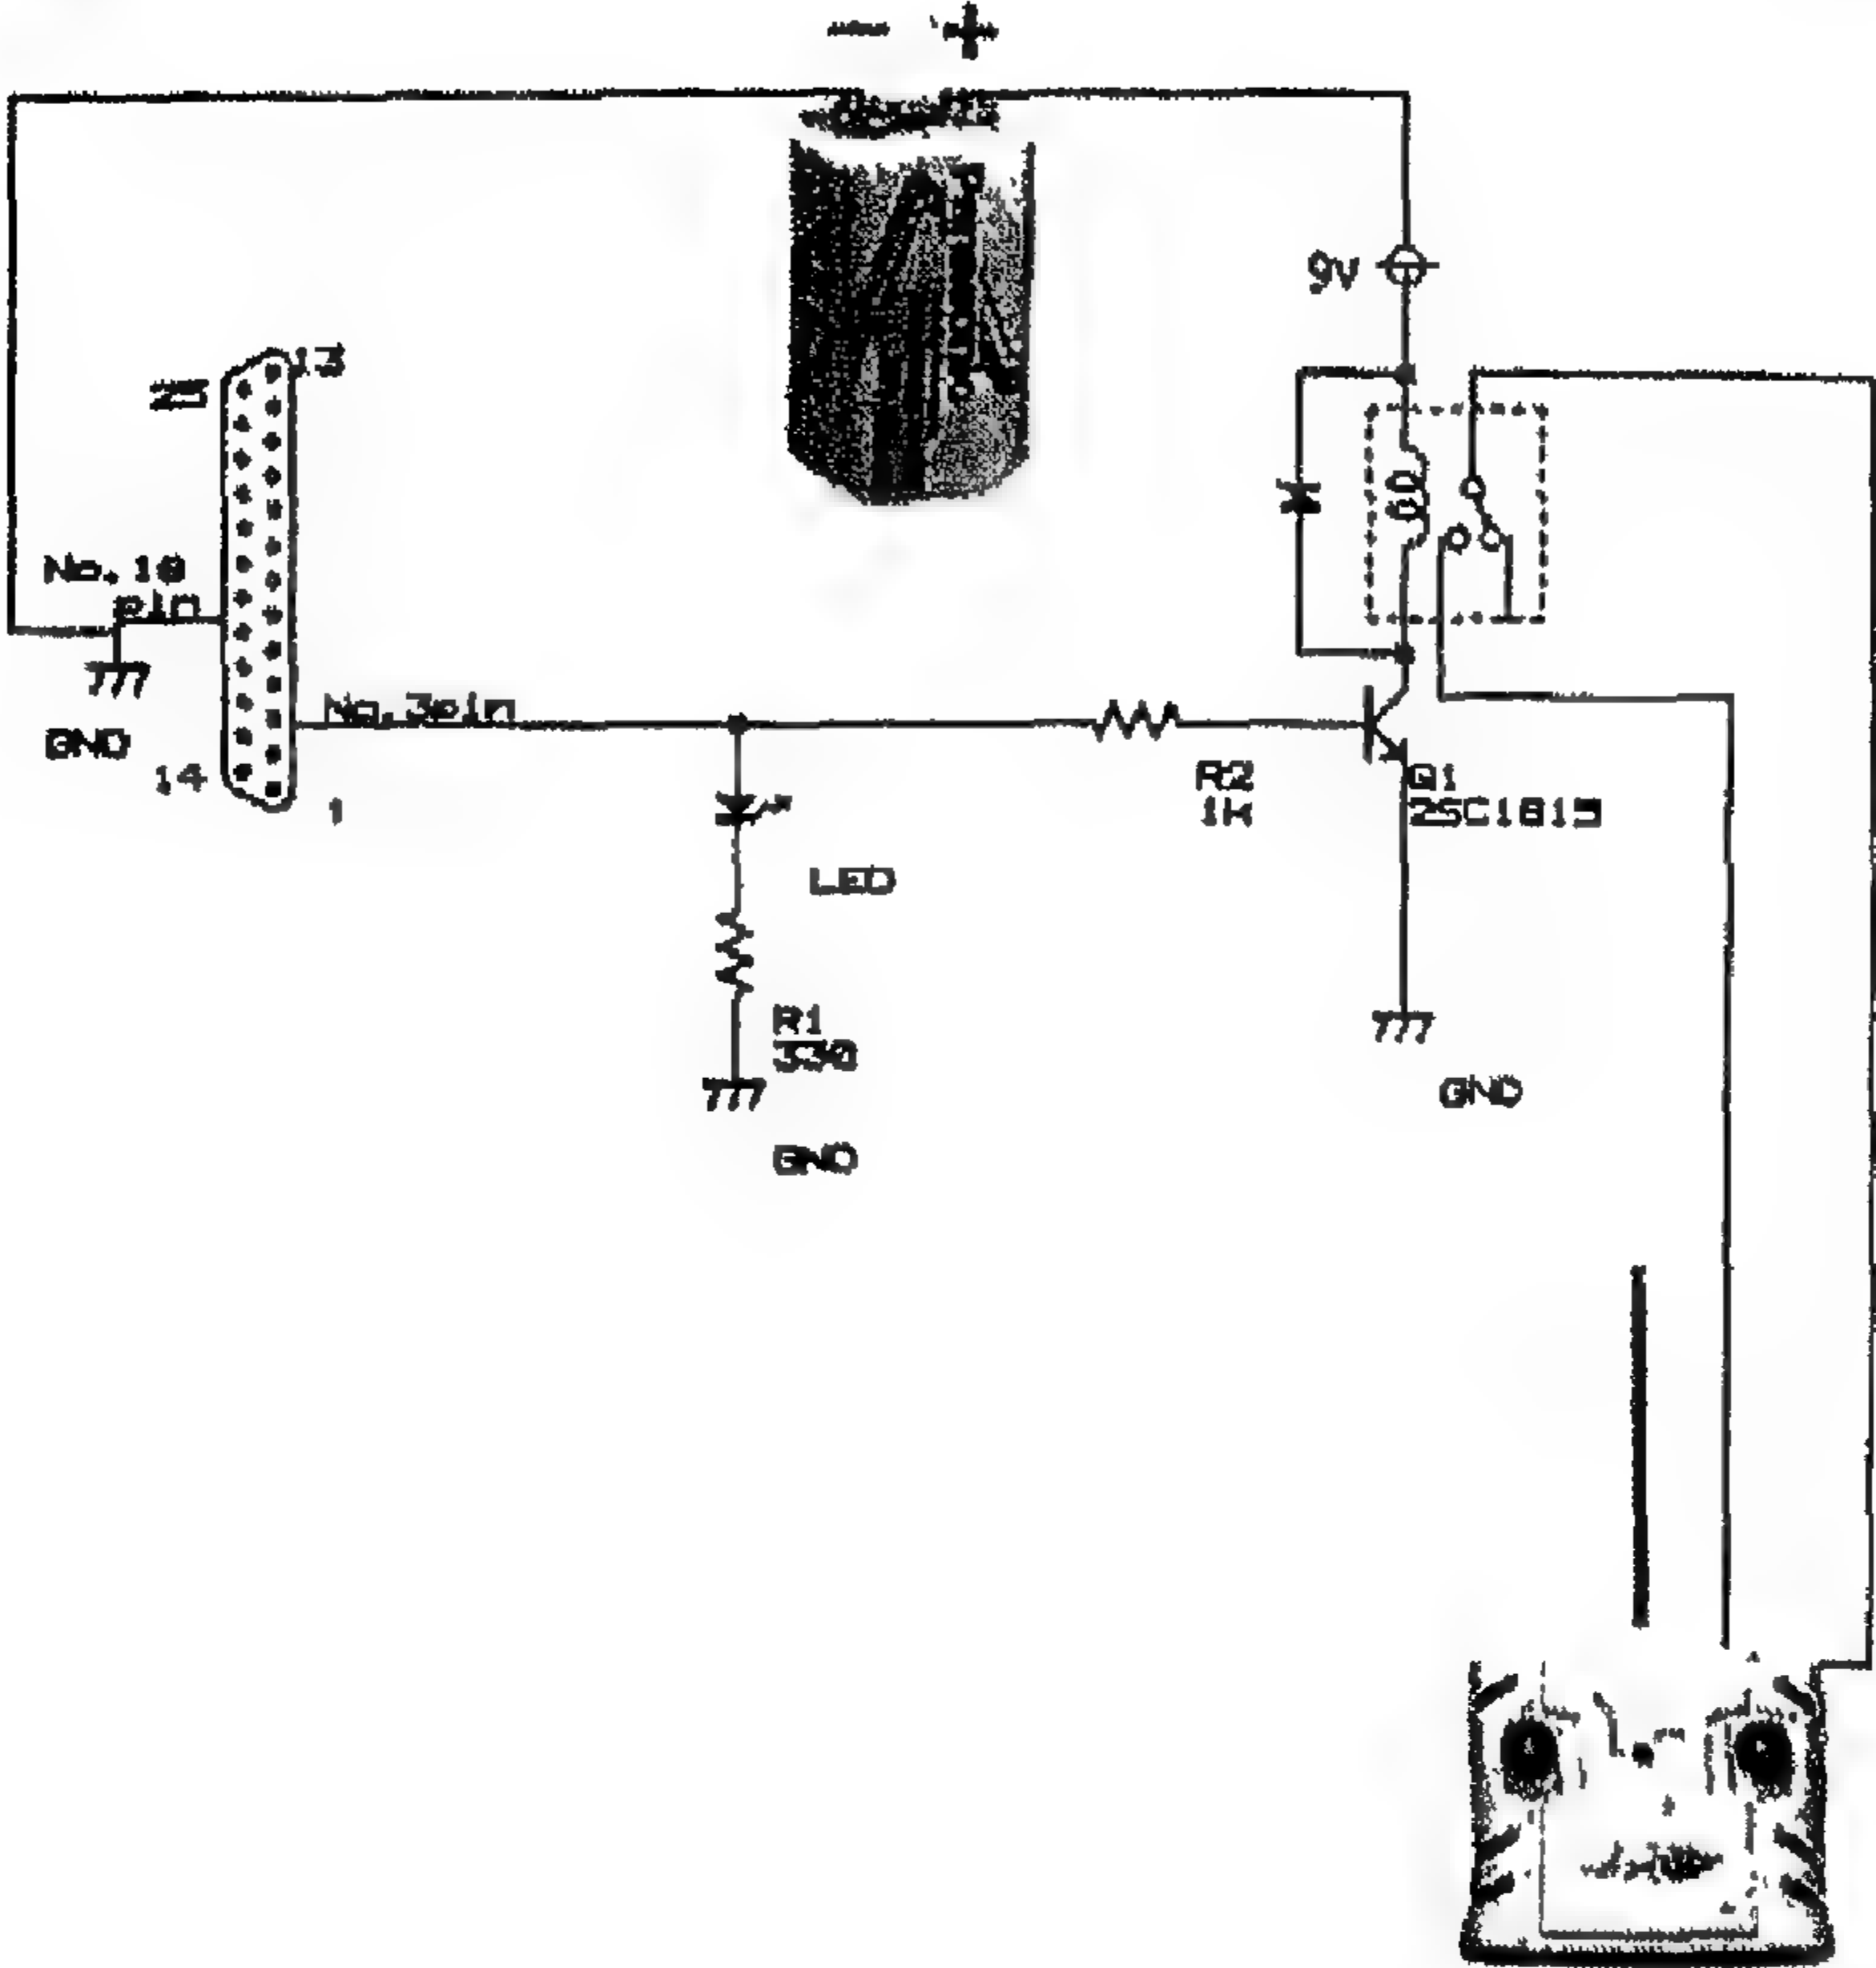 - +
9V
13
25
No.18
pin
GND
No.3pin
14
1
R2
1K
Q1
2SC1815
LED
R1
330
GND
GND